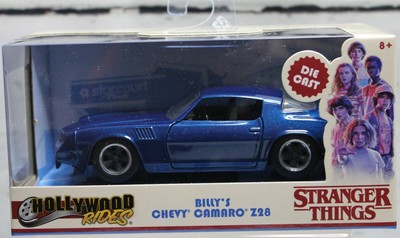 8+
DIE
CAST
HOLLYWOOD
RIDES
BILLY'S
CHEVY CAMARO® Z28
STRANGER
THINGS